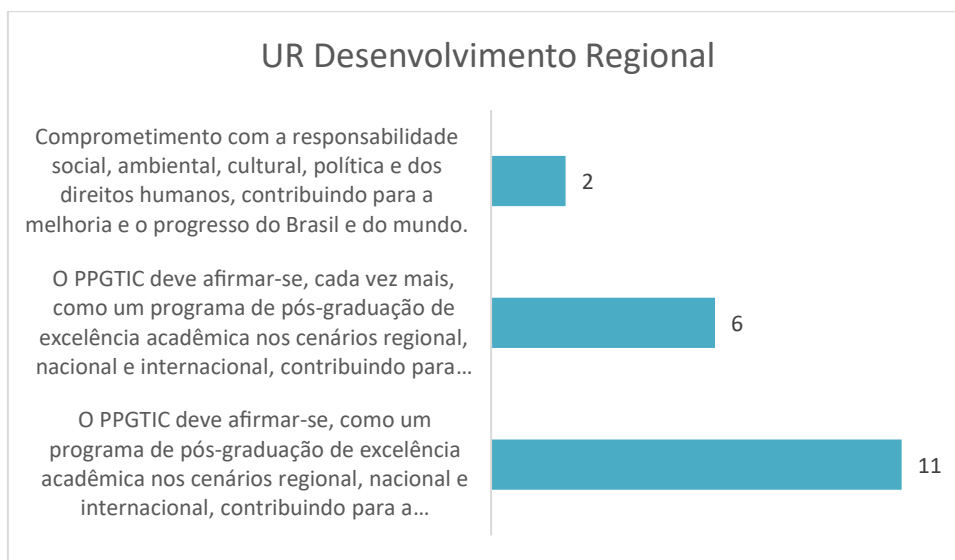 UR Desenvolvimento Regional
Comprometimento com a responsabilidade
social, ambiental, cultural, política e dos
direitos humanos, contribuindo para a
melhoria e o progresso do Brasil e do mundo.
2
O PPGTIC deve afirmar-se, cada vez mais,
como um programa de pós-graduação de
excelência acadêmica nos cenários regional,
nacional e internacional, contribuindo para...
6
O PPGTIC deve afirmar-se, como um
programa de pós-graduação de excelência
acadêmica nos cenários regional, nacional e
internacional, contribuindo para a...
11